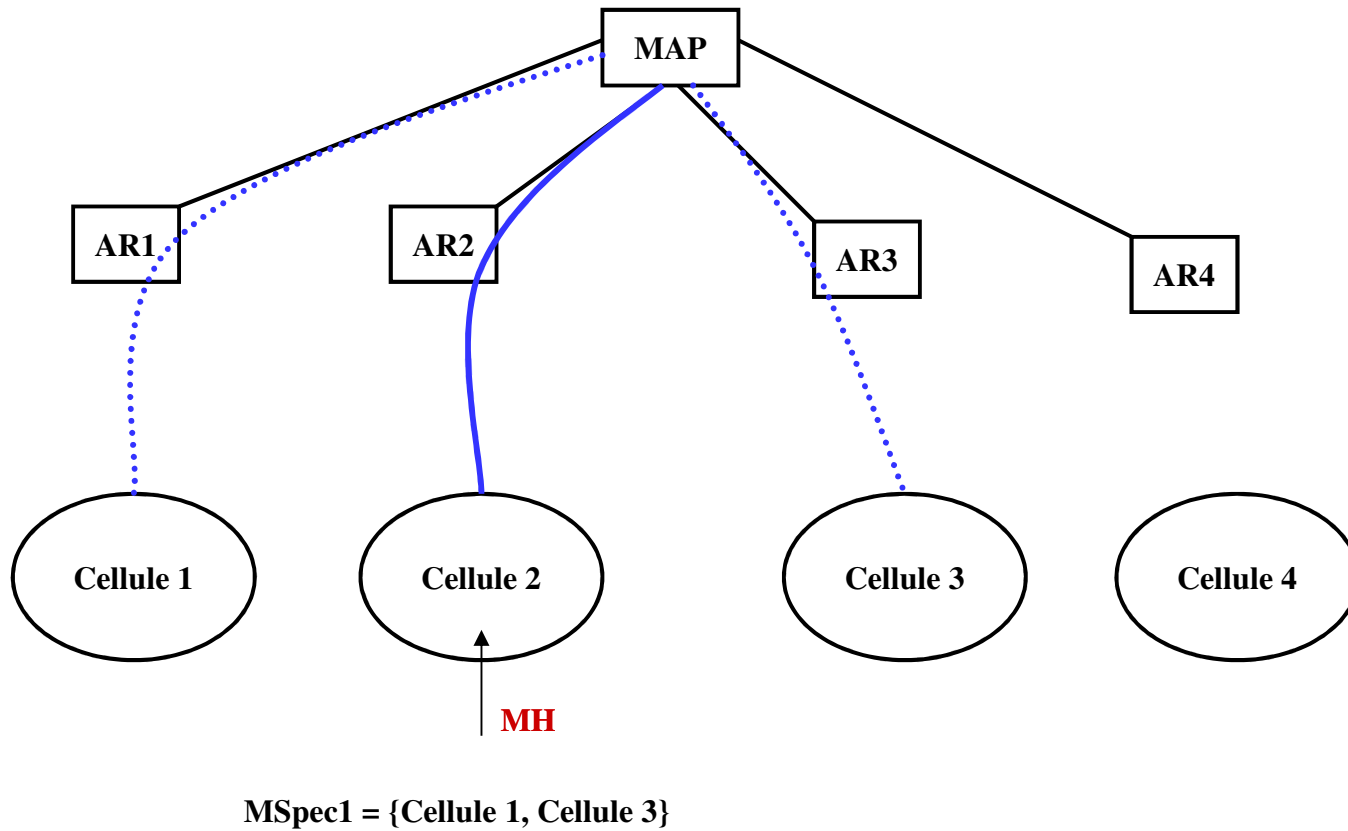 MAP
AR1
AR2
AR3
AR4
Cellule 1
Cellule 2
Cellule 3
Cellule 4
MH
MSpec1 = {Cellule 1, Cellule 3}